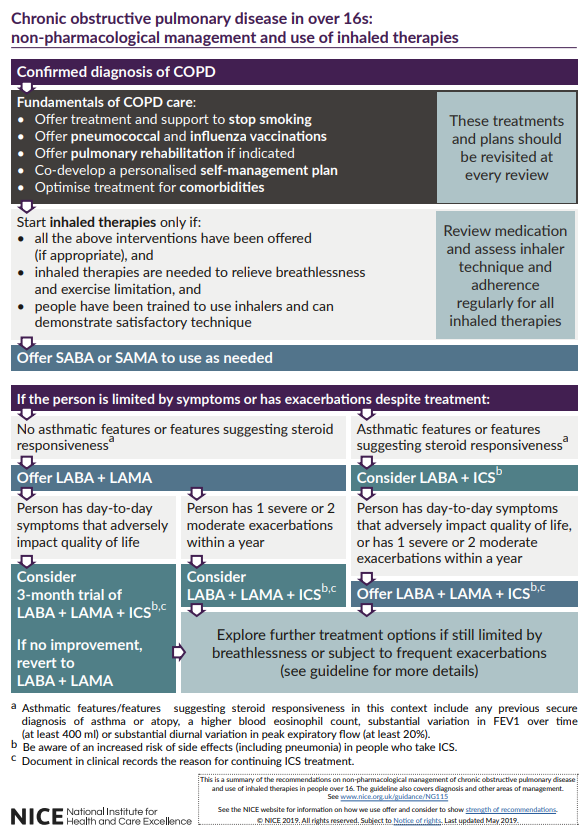 Chronic obstructive pulmonary disease in over 16s:
non-pharmacological management and use of inhaled therapies
Confirmed diagnosis of COPD
Fundamentals of COPD care:
• Offer treatment and support to stop smoking
• Offer pneumococcal and influenza vaccinations
• Offer pulmonary rehabilitation if indicated
• Co-develop a personalised self-management plan
• Optimise treatment for comorbidities
These treatments
and plans should
be revisited at
every review
Start inhaled therapies only if:
• all the above interventions have been offered
(if appropriate), and
• inhaled therapies are needed to relieve breathlessness
and exercise limitation, and
• people have been trained to use inhalers and can
demonstrate satisfactory technique
Review medication
and assess inhaler
technique and
adherence
regularly for all
inhaled therapies
Offer SABA or SAMA to use as needed
If the person is limited by symptoms or has exacerbations despite treatment:
No asthmatic features or features suggesting steroid
responsiveness a
Offer LABA + LAMA
Person has day-to-day
symptoms that adversely
impact quality of life
Consider
3-month trial of
LABA + LAMA + ICS b,c
If no improvement,
revert to
LABA + LAMA
Person has 1 severe or 2
moderate exacerbations
within a year
Consider
LABA + LAMA + ICS b,c
Asthmatic features or features
suggesting steroid responsiveness a
Consider LABA + ICS b
Person has day-to-day symptoms
that adversely impact quality of life,
or has 1 severe or 2 moderate
exacerbations within a year
Offer LABA + LAMA + ICS b,c
Explore further treatment options if still limited by
breathlessness or subject to frequent exacerbations
(see guideline for more details)
a Asthmatic features/features suggesting steroid responsiveness in this context include any previous secure
diagnosis of asthma or atopy, a higher blood eosinophil count, substantial variation in FEV1 over time
(at least 400 ml) or substantial diurnal variation in peak expiratory flow (at least 20%).
b Be aware of an increased risk of side effects (including pneumonia) in people who take ICS.
c Document in clinical records the reason for continuing ICS treatment.
NICE National Institute for
Health and Care Excellence
This is a summary of the recommendations on non-pharmacological management of chronic obstructive pulmonary disease
and use of inhaled therapies in people over 16. The guideline also covers diagnosis and other areas of management.
See www.nice.org.uk/guidance/NG115
See the NICE website for information on how we use offer and consider to show strength of recommendations.
© NICE 2019. All rights reserved. Subject to Notice of rights. Last updated May 2019.